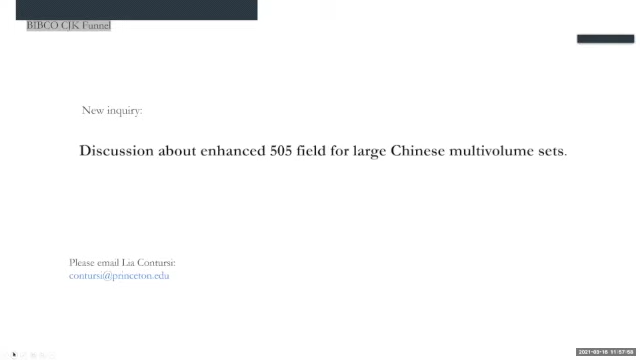 BIBCO CJK Funnel
New inquiry:
Discussion about enhanced 505 field for large Chinese multivolume sets.
Please email Lia Contursi:
contursi@princeton.edu
2021-03-16 11:57:50